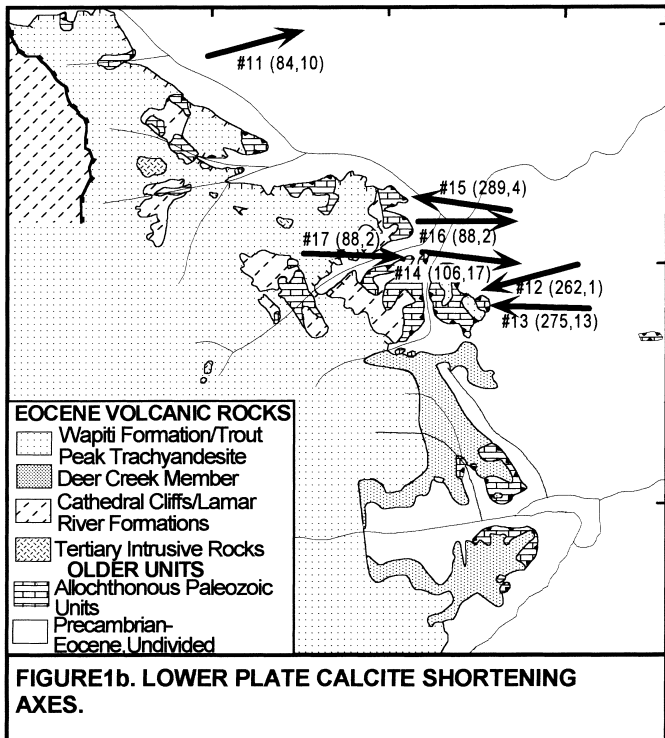 #11 (84,10)
#15 (289,4)
#17 (88,2)
#16 (88,2)
#14 (106,17)
#12 (262,1)
#13 (275,13)
EOCENE VOLCANIC ROCKS
Wapiti Formation/Trout
Peak Trachyandesite
Deer Creek Member
Cathedral Cliffs/Lamar
River Formations
Tertiary Intrusive Rocks
OLDER UNITS
Allochthonous Paleozoic
Units
Precambrian-
Eocene,Undivided
FIGURE1b. LOWER PLATE CALCITE SHORTENING
AXES.